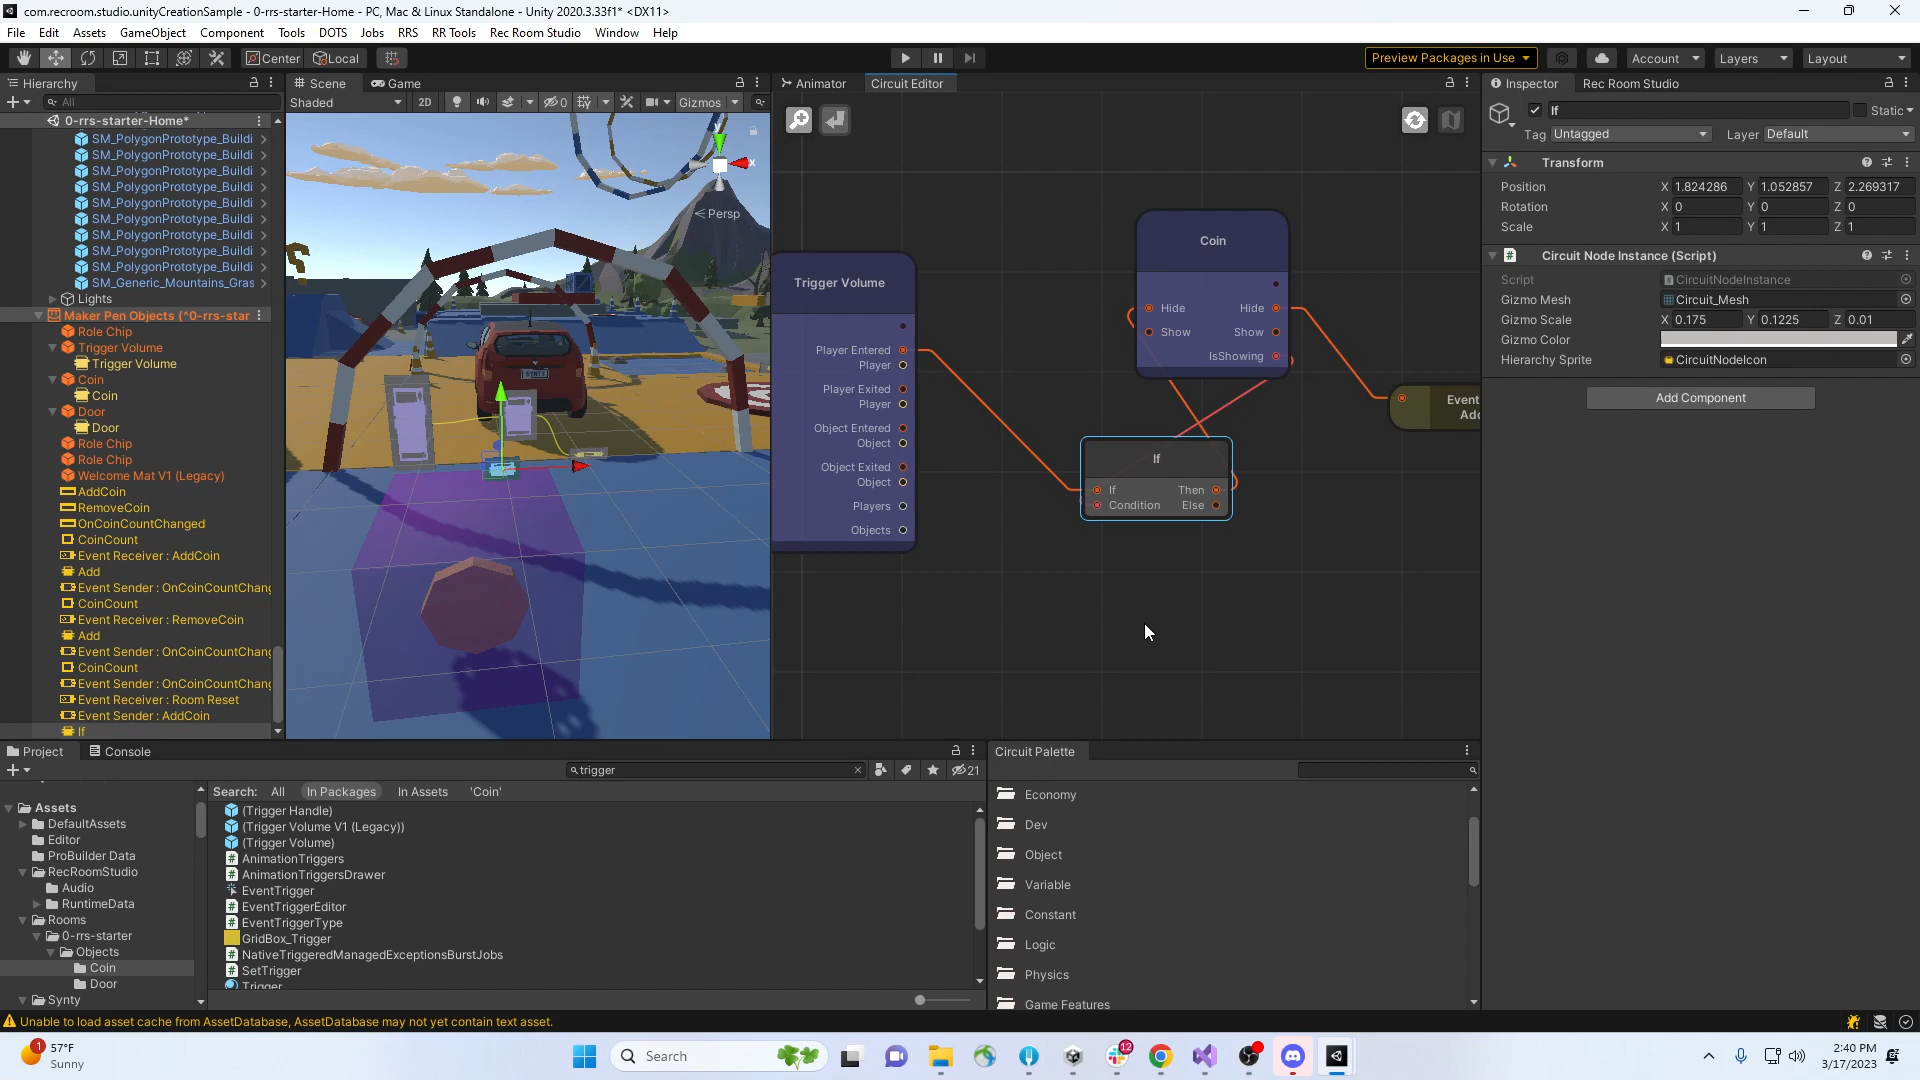 com.recroom.studio.unityCreationSample - 0-rrs-starter-Home - PC, Mac & Linux Standalone - Unity 2020.3.33f1* <DX11>
File Edit Assets GameObject Component Tools DOTS Jobs RRS RR Tools Rec Room Studio Window Help
Center Local Preview Packages in Use Account Layers Layout
Hierarchy
All
0-rrs-starter-Home*
SM_PolygonPrototype_Buildi
SM_PolygonPrototype_Buildi
SM_PolygonPrototype_Buildi
SM_PolygonPrototype_Buildi
SM_PolygonPrototype_Buildi
SM_PolygonPrototype_Buildi
SM_PolygonPrototype_Buildi
SM_PolygonPrototype_Buildi
SM_PolygonPrototype_Buildi
SM_Generic_Mountains_Gras
Lights
Maker Pen Objects (^0-rrs-star
Role Chip
Trigger Volume
Trigger Volume
Coin
Coin
Door
Door
Role Chip
Role Chip
Welcome Mat V1 (Legacy)
AddCoin
RemoveCoin
OnCoinCountChanged
CoinCount
Event Receiver : AddCoin
Add
Event Sender : OnCoinCountChang
CoinCount
Event Receiver : RemoveCoin
Add
Event Sender : OnCoinCountChang
CoinCount
Event Sender : OnCoinCountChang
Event Receiver : Room Reset
Event Sender : AddCoin
If
Scene Game
Shaded 2D 0 Gizmos
y
x
Persp
Animator Circuit Editor
Trigger Volume
Player Entered
Player
Player Exited
Player
Object Entered
Object
Object Exited
Object
Players
Objects
Coin
Hide Hide
Show Show
IsShowing
If
If Then
Condition Else
Event
Add
Inspector Rec Room Studio
If Static
Tag Untagged Layer Default
Transform
Position X 1.824286 Y 1.052857 Z 2.269317
Rotation X 0 Y 0 Z 0
Scale X 1 Y 1 Z 1
Circuit Node Instance (Script)
Script CircuitNodeInstance
Gizmo Mesh Circuit_Mesh
Gizmo Scale X 0.175 Y 0.1225 Z 0.01
Gizmo Color
Hierarchy Sprite CircuitNodeIcon
Add Component
Project Console
trigger
21
Assets
DefaultAssets
Editor
ProBuilder Data
RecRoomStudio
Audio
RuntimeData
Rooms
0-rrs-starter
Objects
Coin
Door
Synty
Search: All In Packages In Assets 'Coin'
(Trigger Handle)
(Trigger Volume V1 (Legacy))
(Trigger Volume)
AnimationTriggers
AnimationTriggersDrawer
EventTrigger
EventTriggerEditor
EventTriggerType
GridBox_Trigger
NativeTriggeredManagedExceptionsBurstJobs
SetTrigger
Trigger
Circuit Palette
Economy
Dev
Object
Variable
Constant
Logic
Physics
Game Features
Unable to load asset cache from AssetDatabase, AssetDatabase may not yet contain text asset.
1
57°F
Sunny
Search
12
2:40 PM
3/17/2023